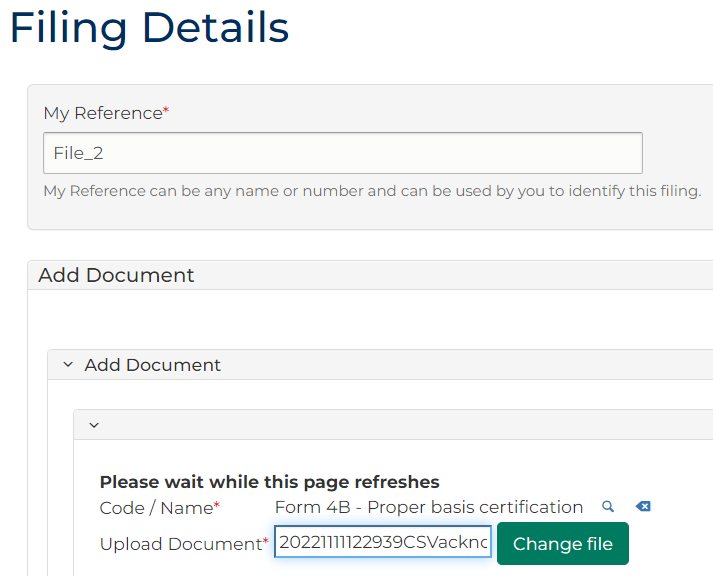 Filing Details
My Reference*
File_2
My Reference can be any name or number and can be used by you to identify this filing.
Add Document
Add Document
Please wait while this page refreshes
Code / Name* Form 4B - Proper basis certification
Upload Document* 20221111122939CSVacknc Change file